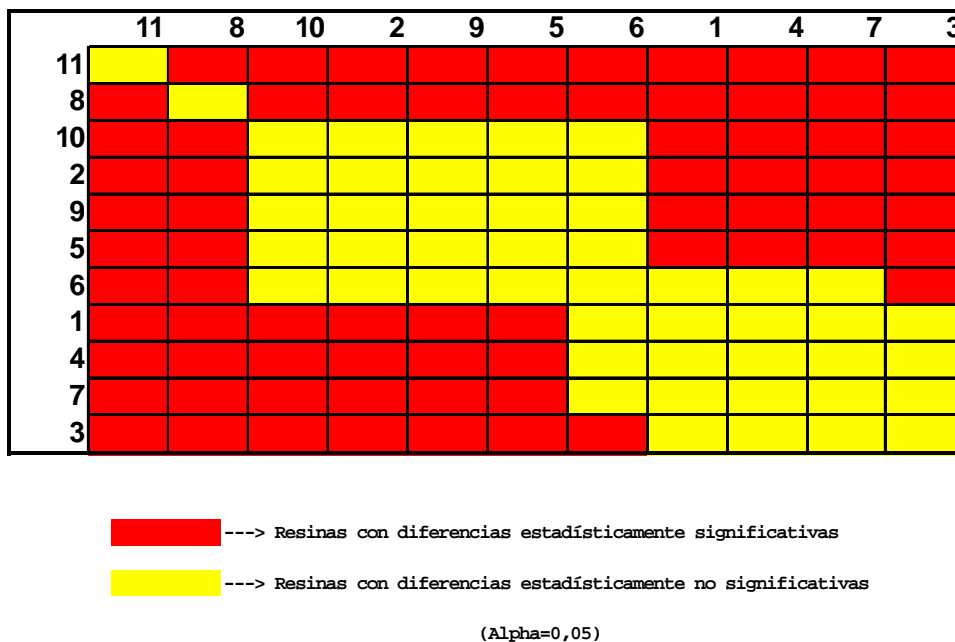 11 8 10 2 9 5 6 1 4 7 3
11
8
10
2
9
5
6
1
4
7
3
---> Resinas con diferencias estadísticamente significativas
---> Resinas con diferencias estadísticamente no significativas
(Alpha=0,05)